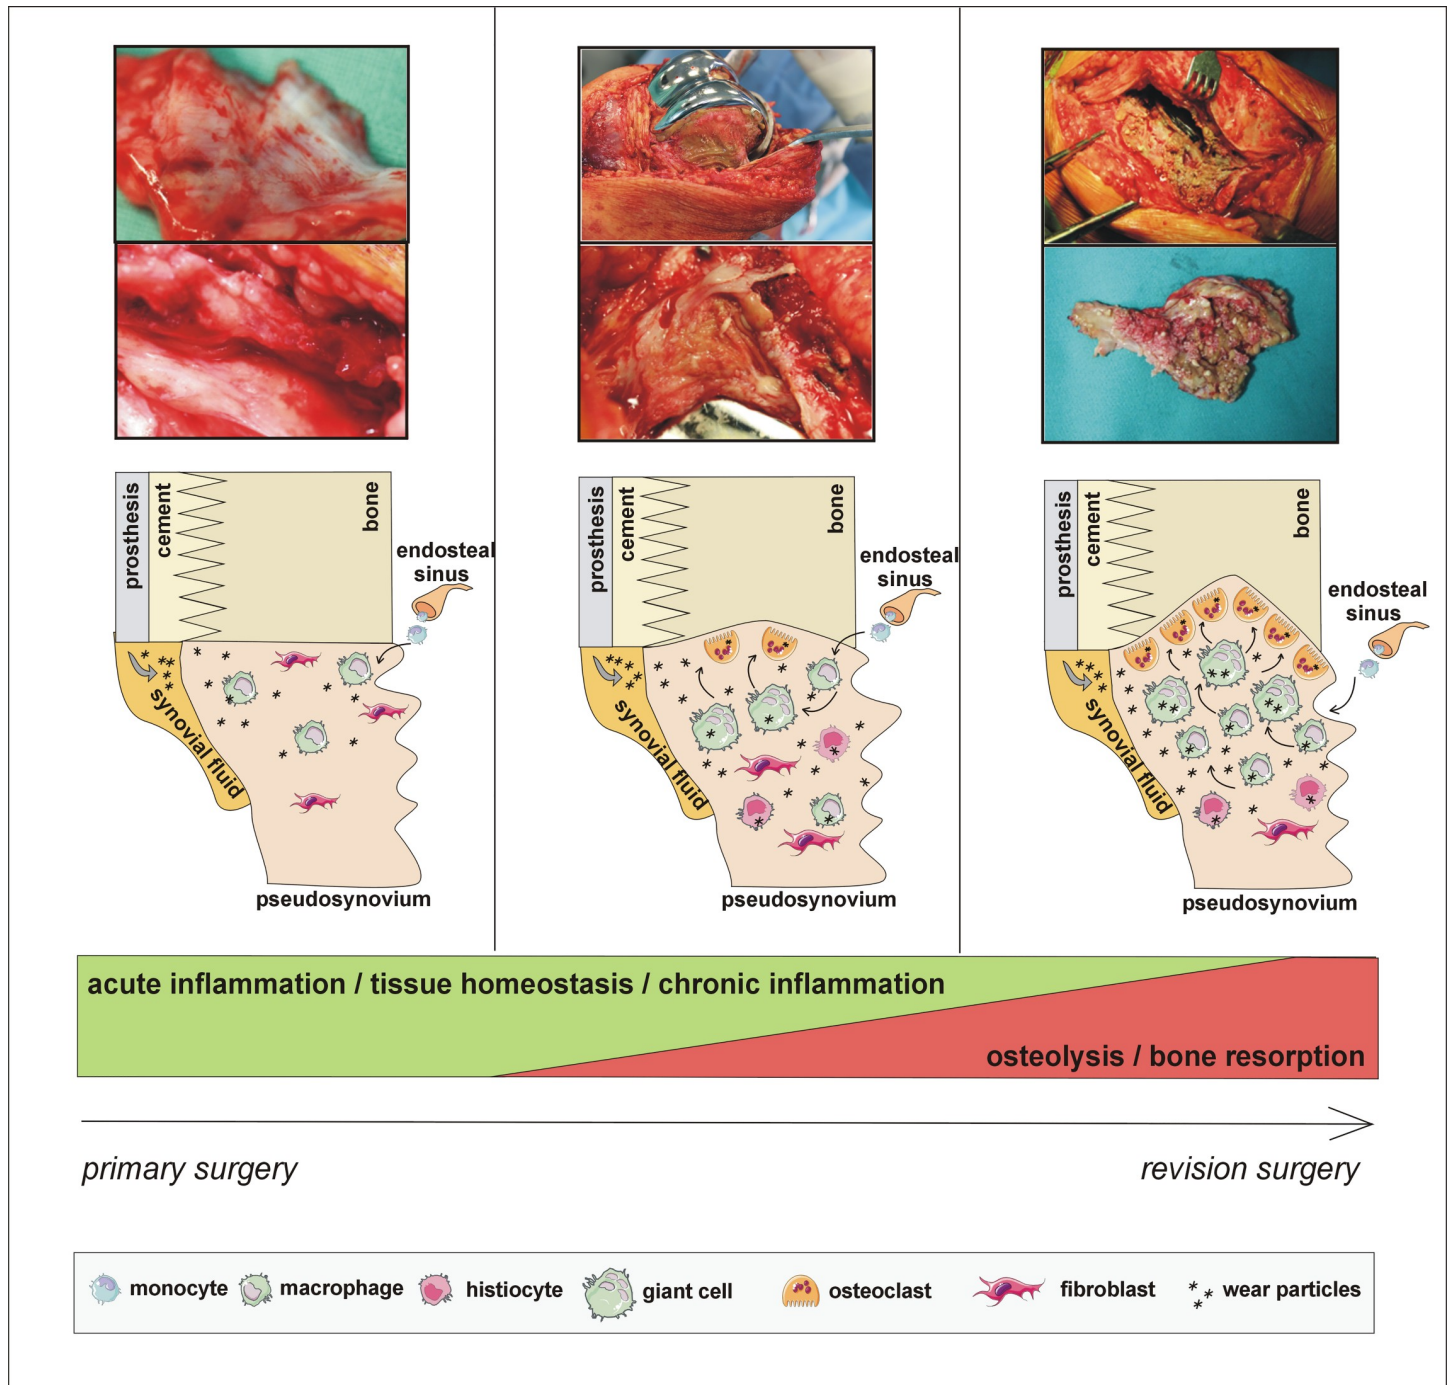 prosthesis
cement
bone
endosteal
sinus
synovial fluid
pseudosynovium
prosthesis
cement
bone
endosteal
sinus
synovial fluid
pseudosynovium
prosthesis
cement
bone
endosteal
sinus
synovial fluid
pseudosynovium
acute inflammation / tissue homeostasis / chronic inflammation
osteolysis / bone resorption
primary surgery
revision surgery
monocyte
macrophage
histiocyte
giant cell
osteoclast
fibroblast
wear particles